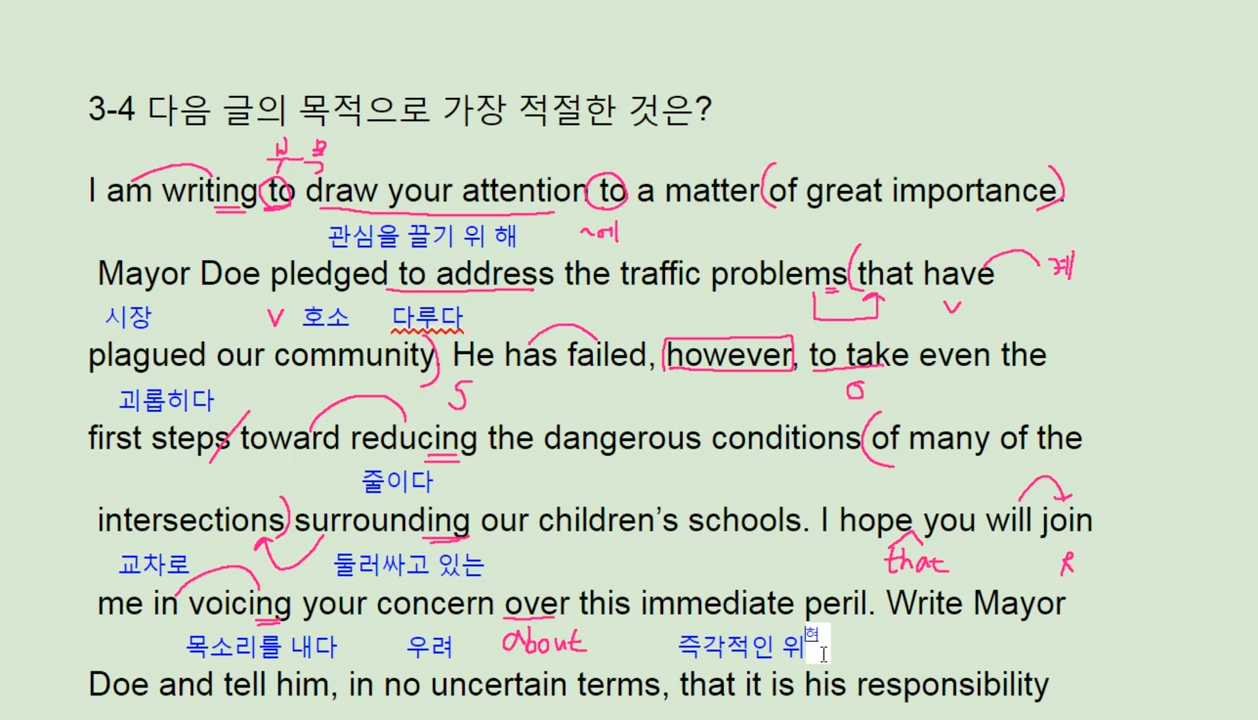 3-4 다음 글의 목적으로 가장 적절한 것은?
부 목
I am writing to draw your attention to a matter (of great importance.)
관심을 끌기 위 해 ~에
Mayor Doe pledged to address the traffic problems (that have 계
시장 V 호소 다루다 V
plagued our community) He has failed, however, to take even the
괴롭히다 S O
first steps / toward reducing the dangerous conditions (of many of the
줄이다
intersections) surrounding our children's schools. I hope you will join
교차로 둘러싸고 있는 that R
me in voicing your concern over this immediate peril. Write Mayor
목소리를 내다 우려 about 즉각적인 위혀
Doe and tell him, in no uncertain terms, that it is his responsibility